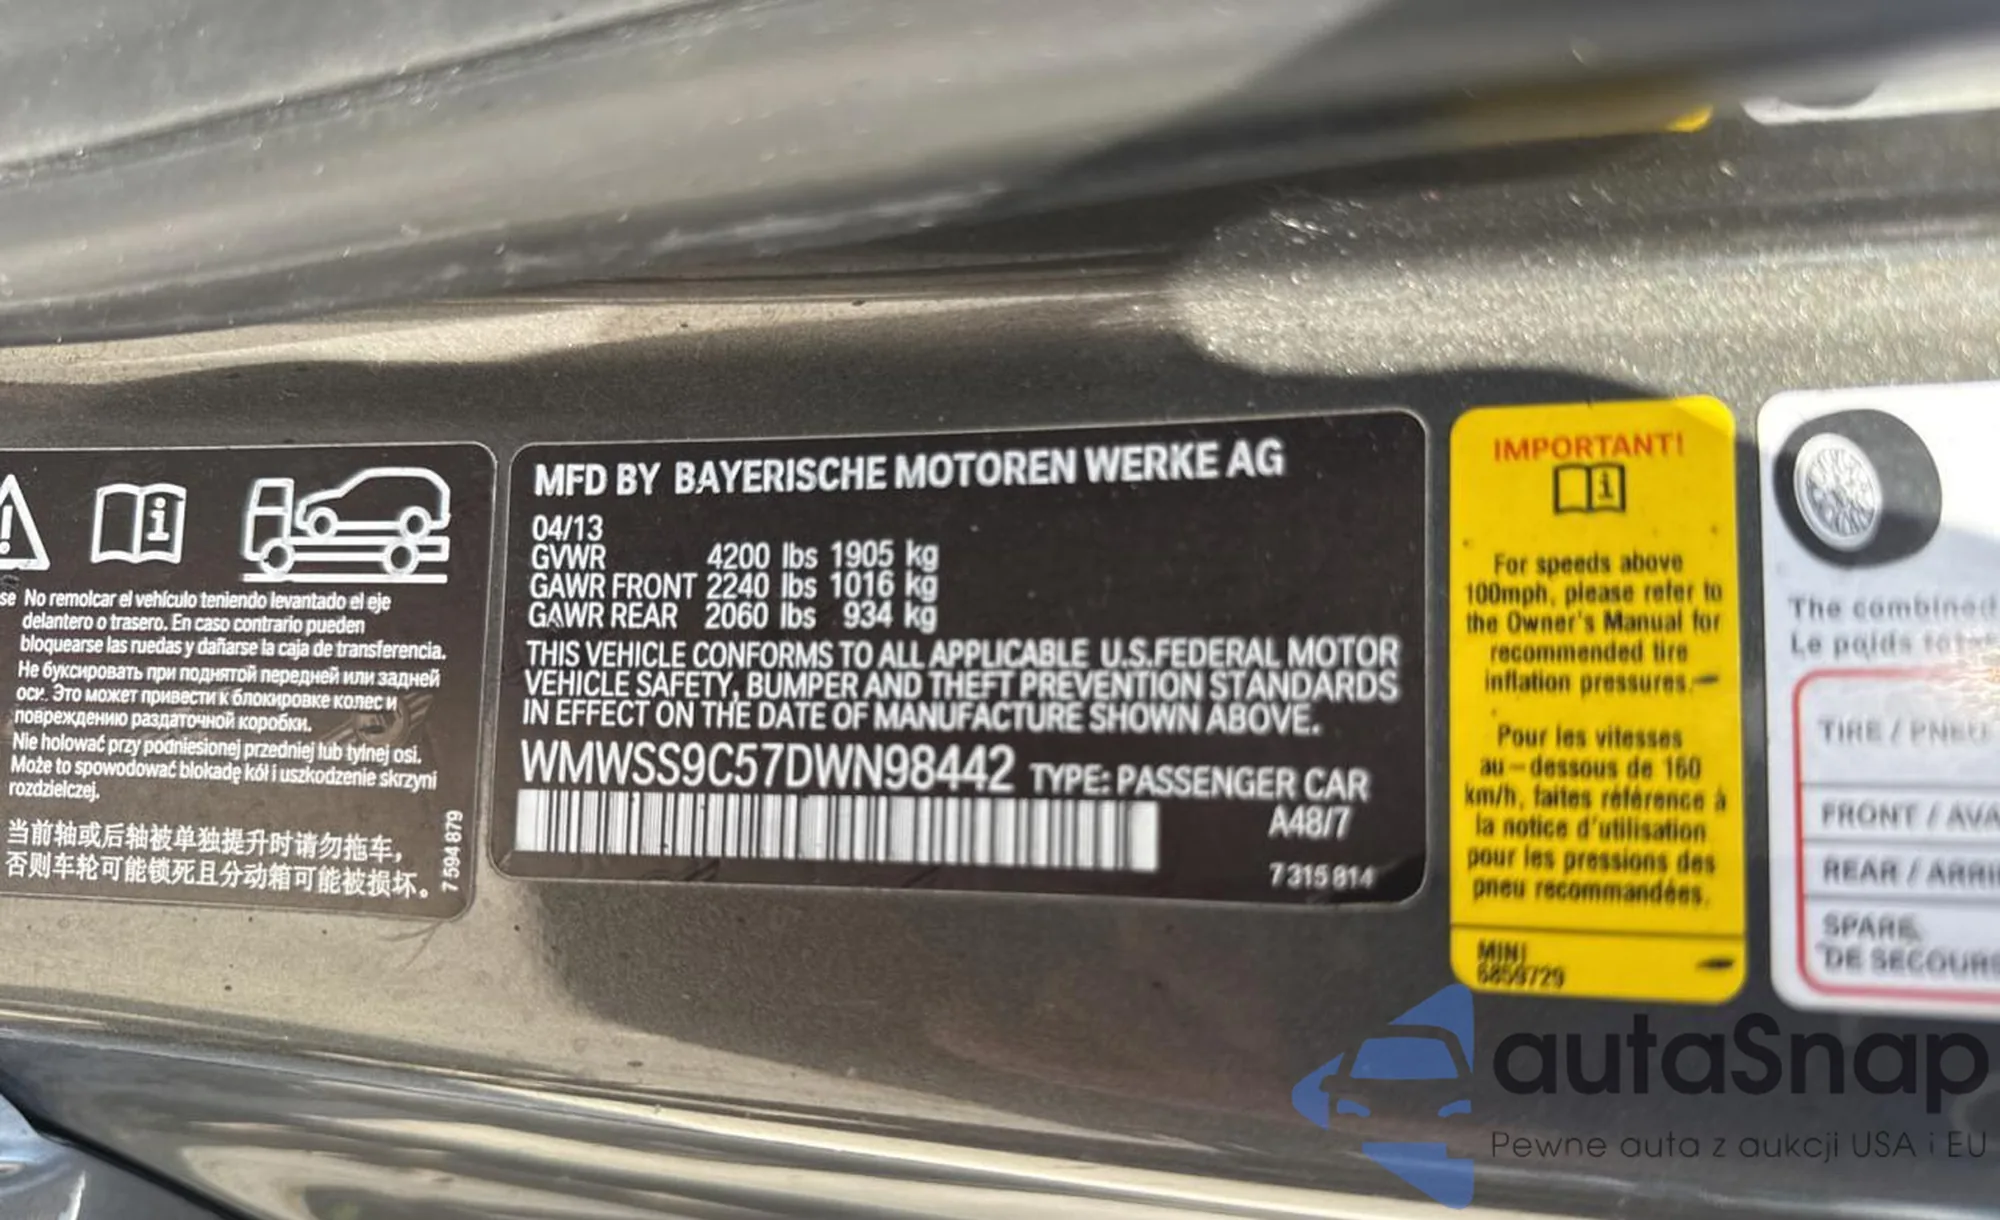 se No remolcar el vehículo teniendo levantado el eje
delantero o trasero. En caso contrario pueden
bloquearse las ruedas y dañarse la caja de transferencia.
Не буксировать при поднятой передней или задней
оси. Это может привести к блокировке колес и
повреждению раздаточной коробки.
Nie holować przy podniesionej przedniej lub tylnej osi.
Może to spowodować blokadę kół i uszkodzenie skrzyni
rozdzielczej.
当前轴或后轴被单独提升时请勿拖车，
否则车轮可能锁死且分动箱可能被损坏。
7 594 879
MFD BY BAYERISCHE MOTOREN WERKE AG
04/13
GVWR 4200 lbs 1905 kg
GAWR FRONT 2240 lbs 1016 kg
GAWR REAR 2060 lbs 934 kg
THIS VEHICLE CONFORMS TO ALL APPLICABLE U.S.FEDERAL MOTOR
VEHICLE SAFETY, BUMPER AND THEFT PREVENTION STANDARDS
IN EFFECT ON THE DATE OF MANUFACTURE SHOWN ABOVE.
WMWSS9C57DWN98442 TYPE: PASSENGER CAR
A48/7
7 315 814
IMPORTANT!
For speeds above
100mph, please refer to
the Owner's Manual for
recommended tire
inflation pressures.
Pour les vitesses
au-dessous de 160
km/h, faites référence à
la notice d'utilisation
pour les pressions des
pneu recommandées.
MINI
6859729
The combined
Le poids
TIRE / PNEU
FRONT / AVA
REAR / ARRI
SPARE
DE SECOURS
autaSnap
Pewne auta z aukcji USA i EU